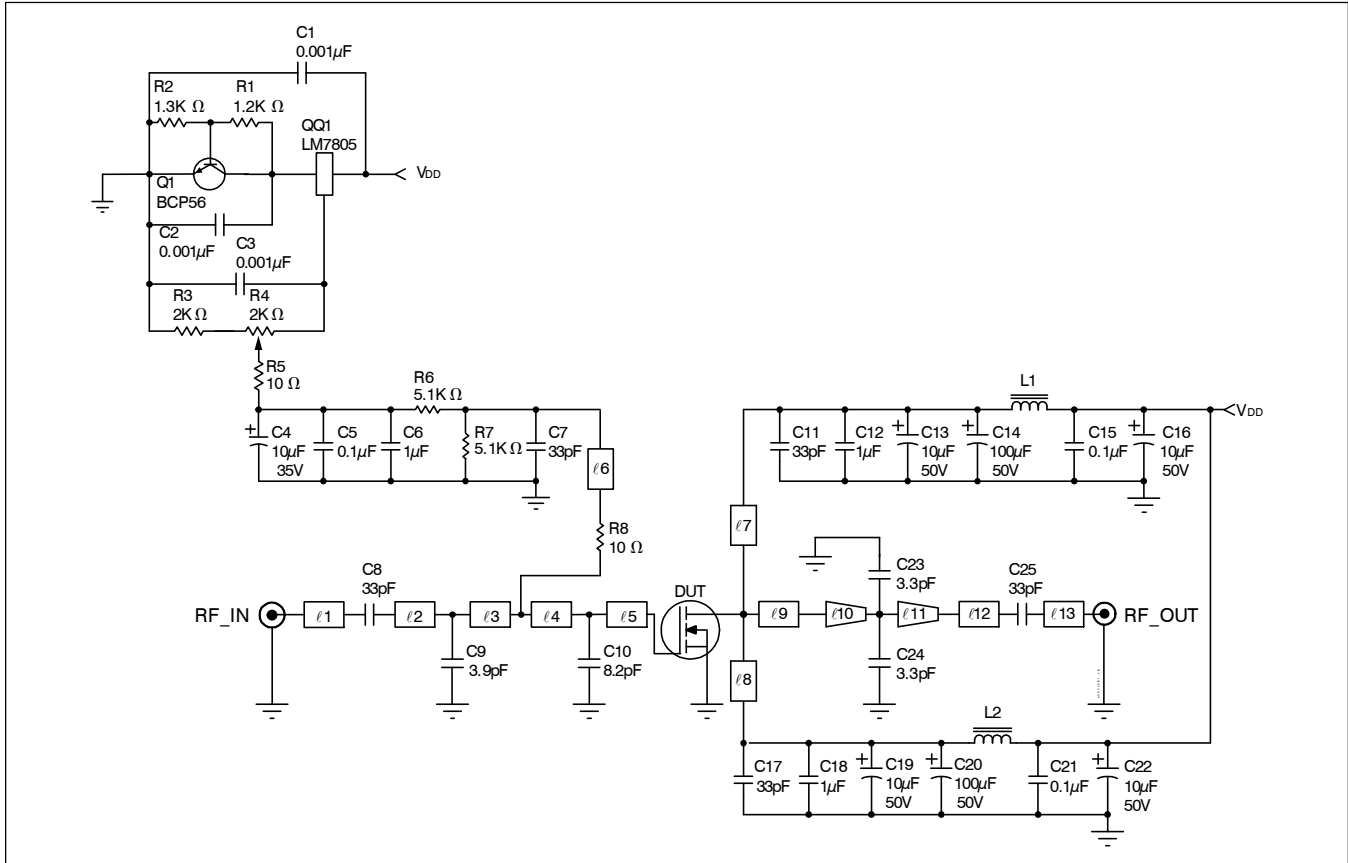 C1
0.001µF
R2
1.3K Ω
R1
1.2K Ω
QQ1
LM7805
VDD
Q1
BCP56
C2
0.001µF
C3
0.001µF
R3
2K Ω
R4
2K Ω
R5
10 Ω
R6
5.1K Ω
L1
VDD
C4
10µF
35V
C5
0.1µF
C6
1µF
R7
5.1K Ω
C7
33pF
ℓ6
R8
10 Ω
C11
33pF
C12
1µF
C13
10µF
50V
C14
100µF
50V
C15
0.1µF
C16
10µF
50V
ℓ7
RF_IN
ℓ1
C8
33pF
ℓ2
ℓ3
ℓ4
ℓ5
C9
3.9pF
C10
8.2pF
DUT
ℓ9
ℓ10
C23
3.3pF
C24
3.3pF
ℓ11
ℓ12
C25
33pF
ℓ13
RF_OUT
ℓ8
L2
C17
33pF
C18
1µF
C19
10µF
50V
C20
100µF
50V
C21
0.1µF
C22
10µF
50V